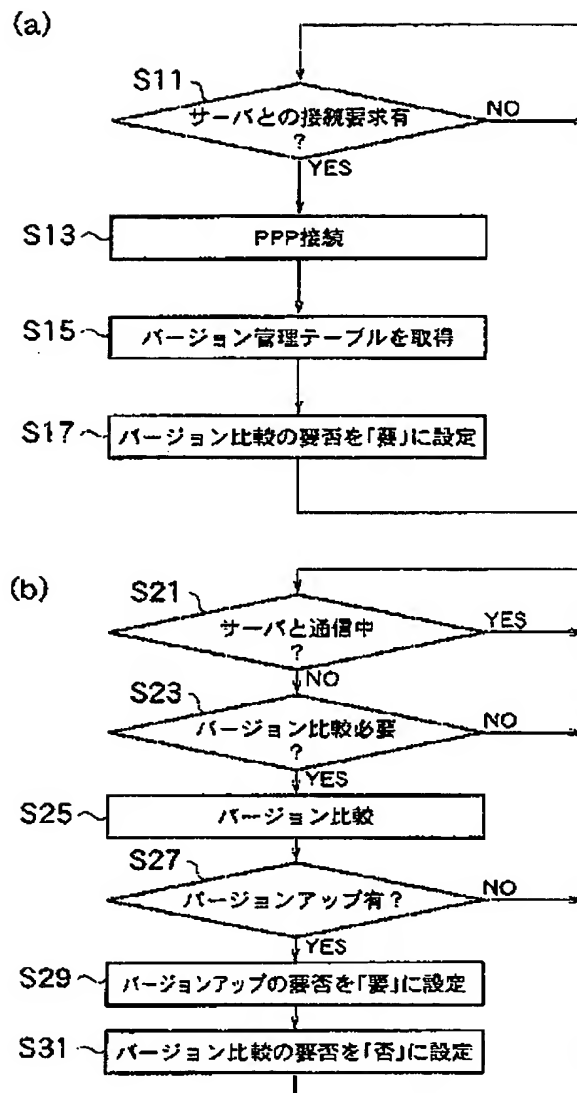 (a)
S11
サーバとの接続要求有
?
NO
YES
S13
PPP接続
S15
バージョン管理テーブルを取得
S17
バージョン比較の要否を「要」に設定
(b)
S21
サーバと通信中
?
YES
NO
S23
バージョン比較必要
?
NO
YES
S25
バージョン比較
S27
バージョンアップ有?
NO
YES
S29
バージョンアップの要否を「要」に設定
S31
バージョン比較の要否を「否」に設定